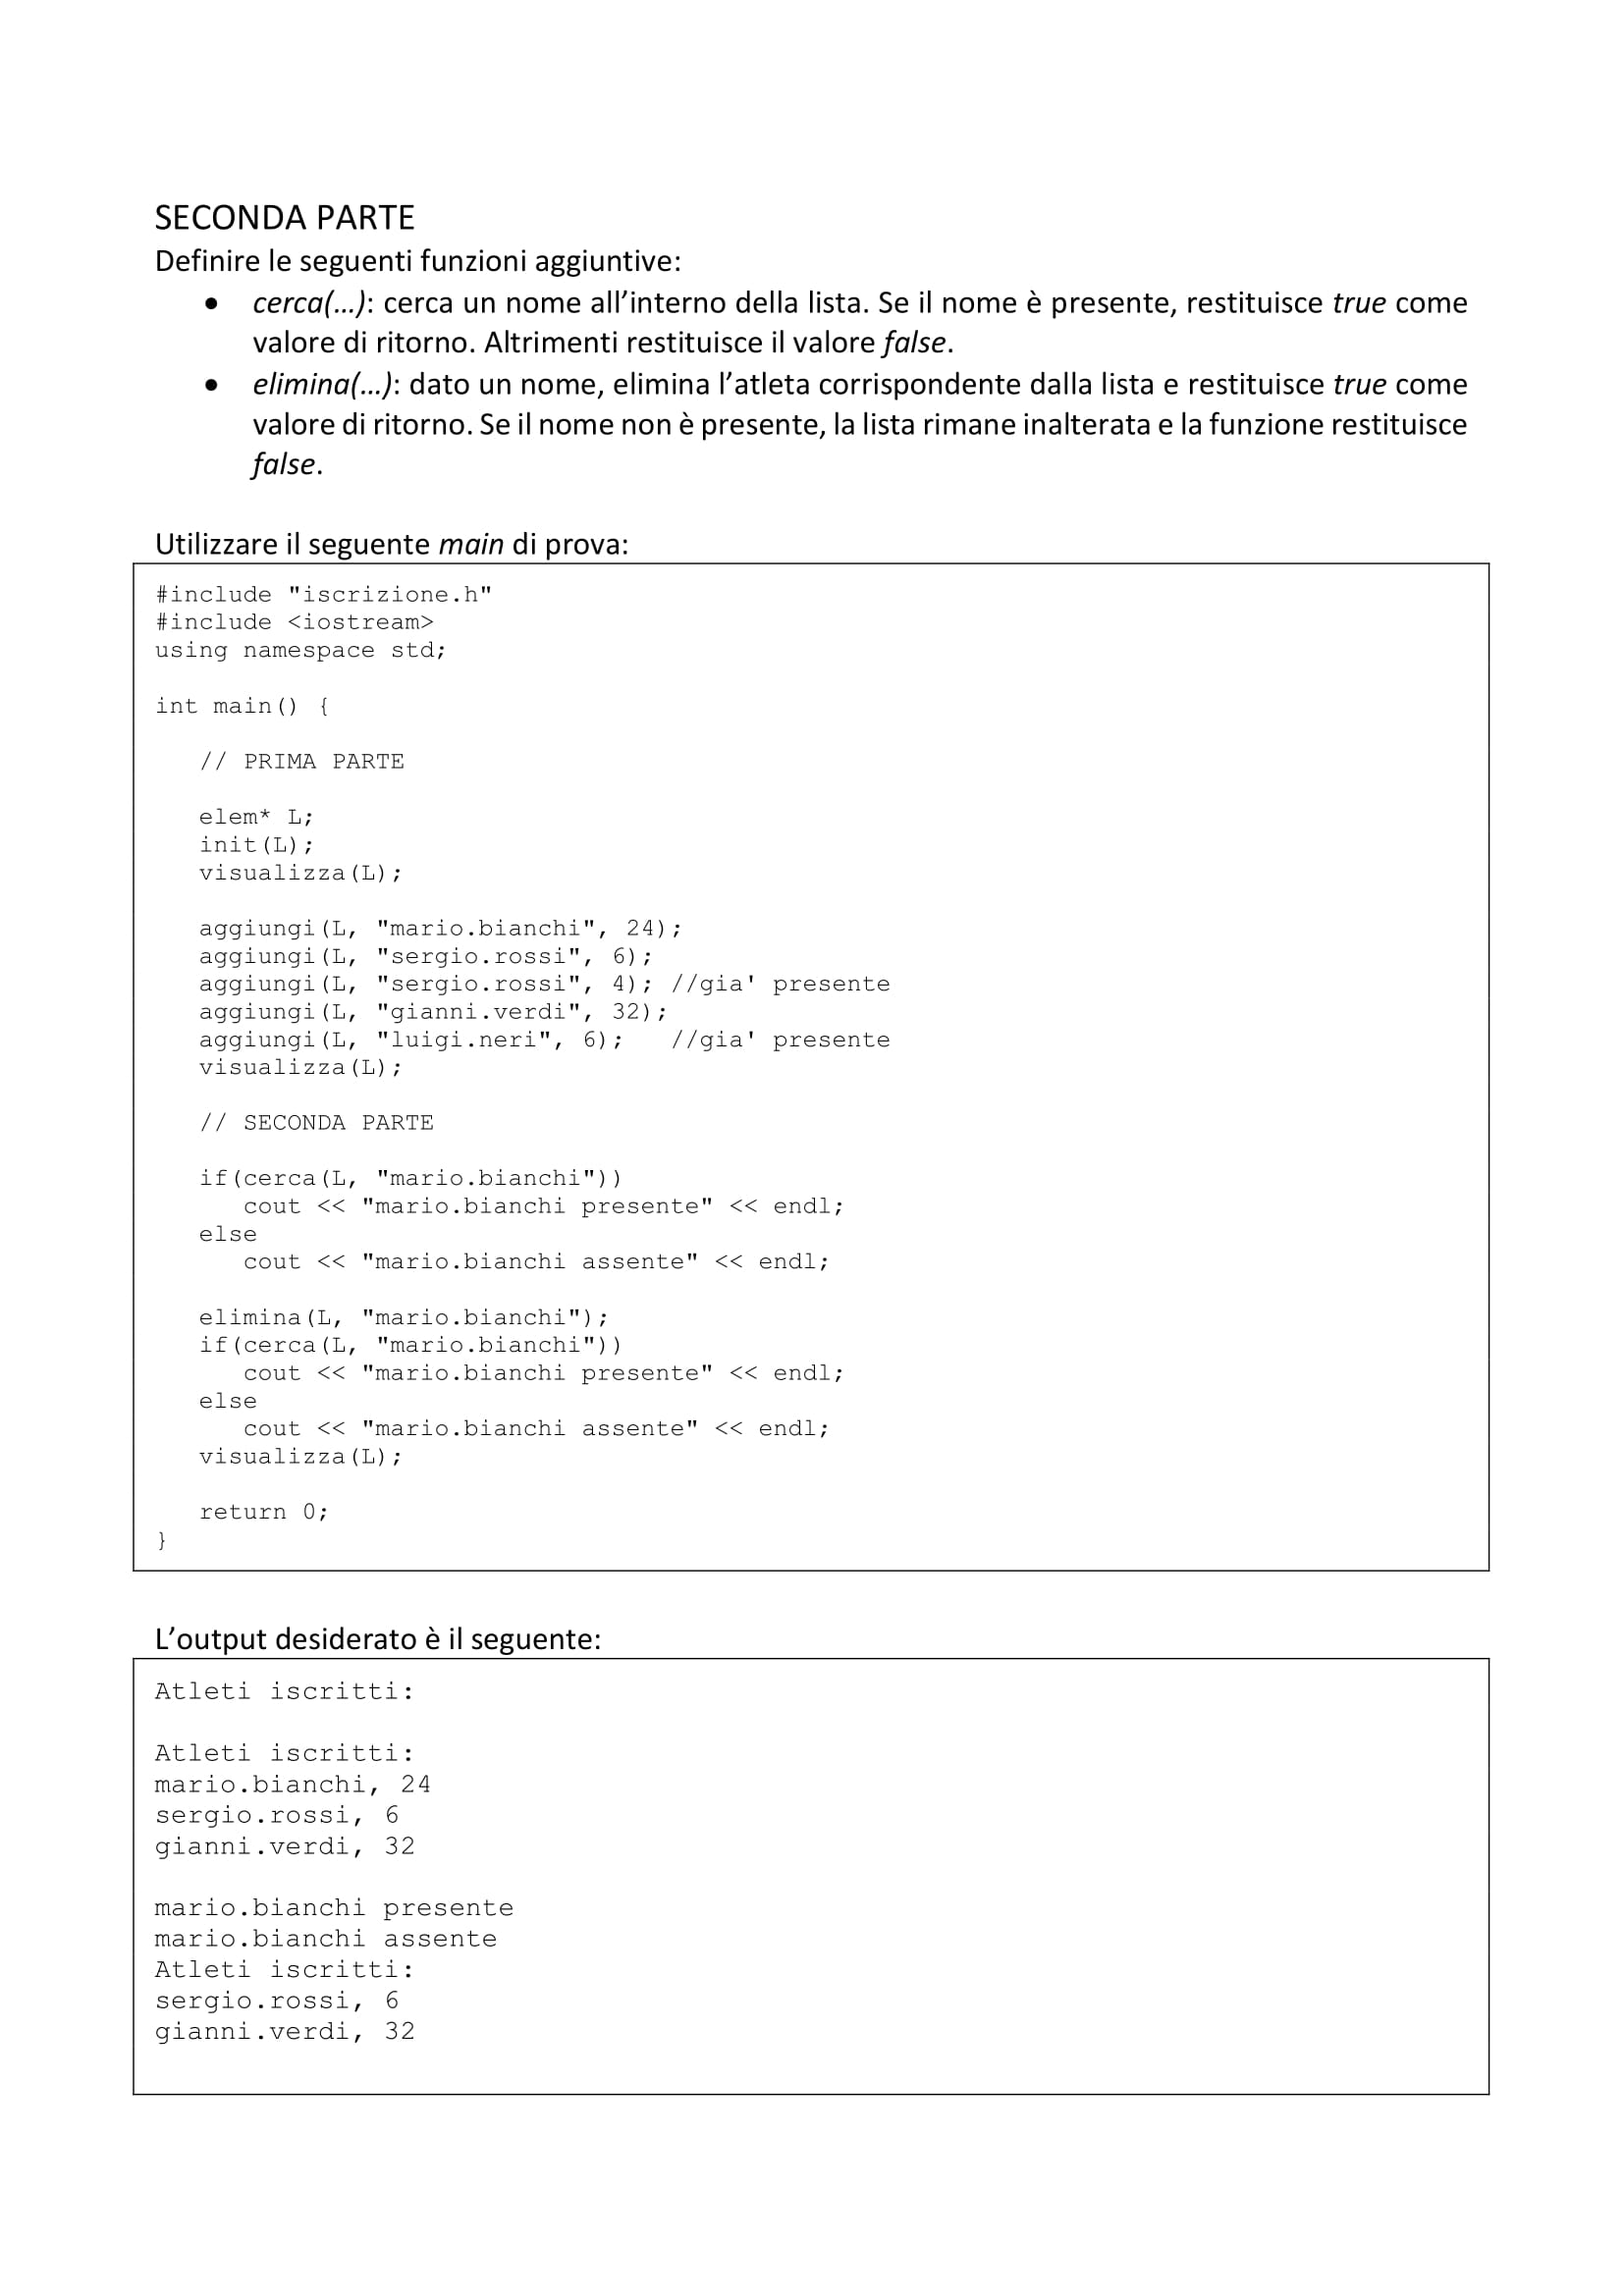 SECONDA PARTE
Definire le seguenti funzioni aggiuntive:
• cerca(…): cerca un nome all’interno della lista. Se il nome è presente, restituisce true come
valore di ritorno. Altrimenti restituisce il valore false.
• elimina(…): dato un nome, elimina l’atleta corrispondente dalla lista e restituisce true come
valore di ritorno. Se il nome non è presente, la lista rimane inalterata e la funzione restituisce
false.
Utilizzare il seguente main di prova:
#include "iscrizione.h"
#include <iostream>
using namespace std;
int main() {
// PRIMA PARTE
elem* L;
init(L);
visualizza(L);
aggiungi(L, "mario.bianchi", 24);
aggiungi(L, "sergio.rossi", 6);
aggiungi(L, "sergio.rossi", 4); //gia' presente
aggiungi(L, "gianni.verdi", 32);
aggiungi(L, "luigi.neri", 6);   //gia' presente
visualizza(L);
// SECONDA PARTE
if(cerca(L, "mario.bianchi"))
cout << "mario.bianchi presente" << endl;
else
cout << "mario.bianchi assente" << endl;
elimina(L, "mario.bianchi");
if(cerca(L, "mario.bianchi"))
cout << "mario.bianchi presente" << endl;
else
cout << "mario.bianchi assente" << endl;
visualizza(L);
return 0;
}
L’output desiderato è il seguente:
Atleti iscritti:
Atleti iscritti:
mario.bianchi, 24
sergio.rossi, 6
gianni.verdi, 32
mario.bianchi presente
mario.bianchi assente
Atleti iscritti:
sergio.rossi, 6
gianni.verdi, 32